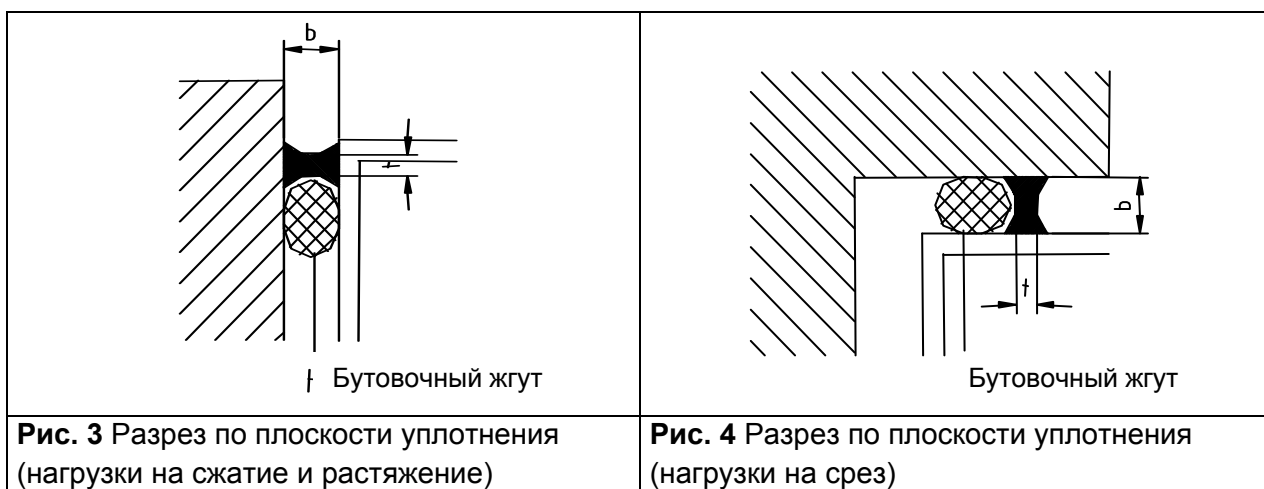 b
t
t Бутовочный жгут
b
t
Бутовочный жгут
Рис. 3 Разрез по плоскости уплотнения
(нагрузки на сжатие и растяжение)
Рис. 4 Разрез по плоскости уплотнения
(нагрузки на срез)